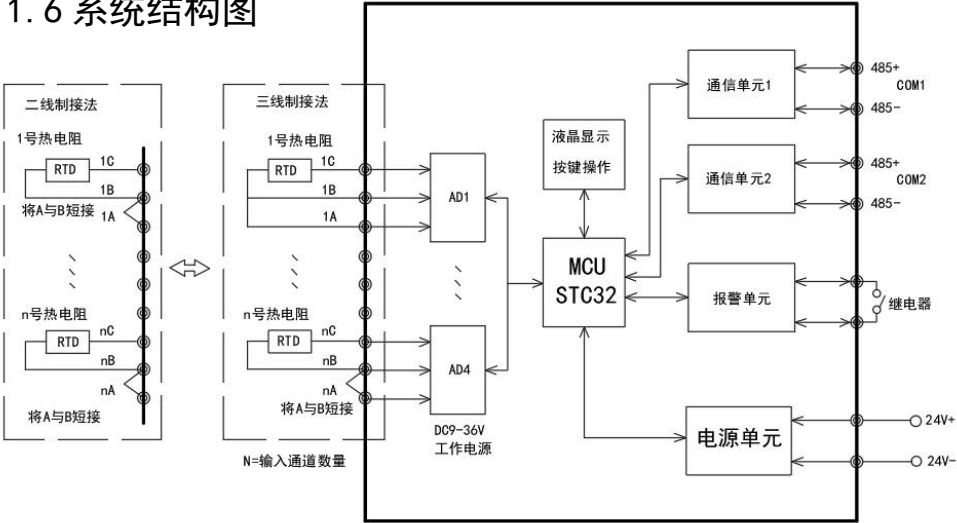 1.6系统结构图
二线制接法
1号热电阻
RTD
1C
1B
将A与B短接
1A
n号热电阻
RTD
nC
nB
nA
将A与B短接
三线制接法
1号热电阻
RTD
1C
1B
1A
n号热电阻
RTD
nC
nB
nA
将A与B短接
N=输入通道数量
AD1
AD4
DC9-36V
工作电源
液晶显示
按键操作
MCU
STC32
通信单元1
485+
COM1
485-
通信单元2
485+
COM2
485-
报警单元
继电器
电源单元
24V+
24V-